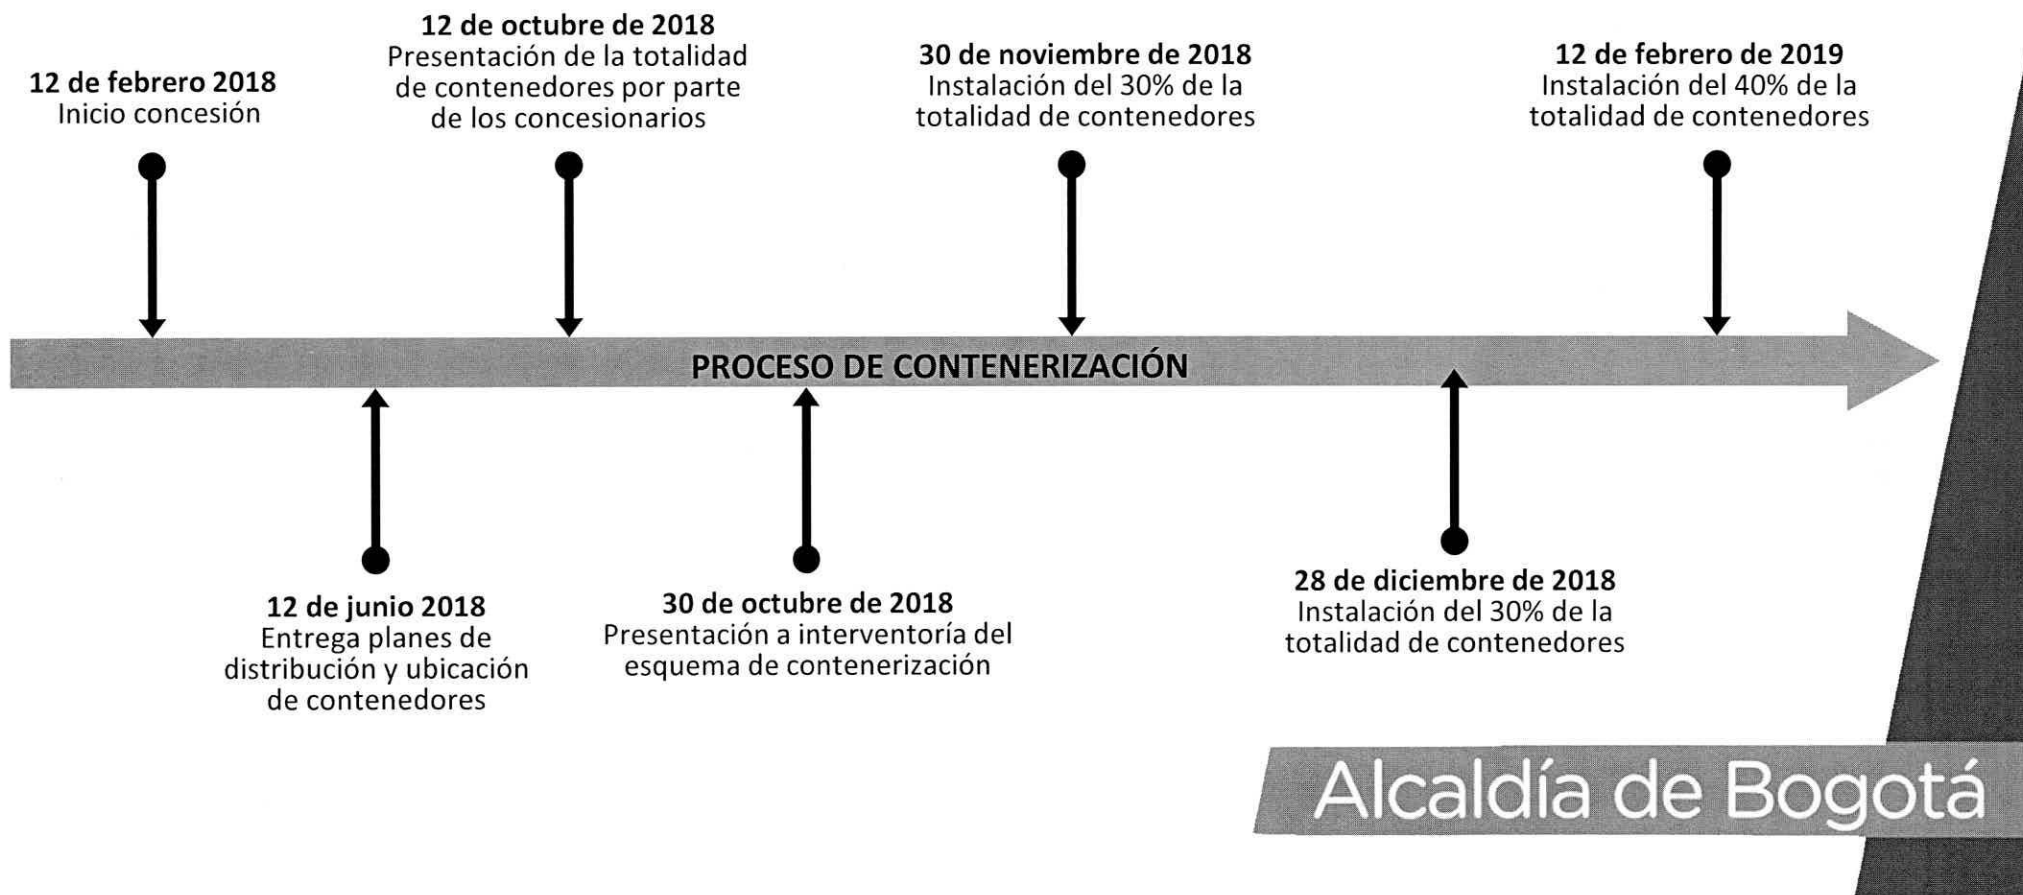 12 de febrero 2018
Inicio concesión
12 de octubre de 2018
Presentación de la totalidad
de contenedores por parte
de los concesionarios
30 de noviembre de 2018
Instalación del 30% de la
totalidad de contenedores
12 de febrero de 2019
Instalación del 40% de la
totalidad de contenedores
PROCESO DE CONTENERIZACIÓN
12 de junio 2018
Entrega planes de
distribución y ubicación
de contenedores
30 de octubre de 2018
Presentación a interventoría del
esquema de contenerización
28 de diciembre de 2018
Instalación del 30% de la
totalidad de contenedores
Alcaldía de Bogotá